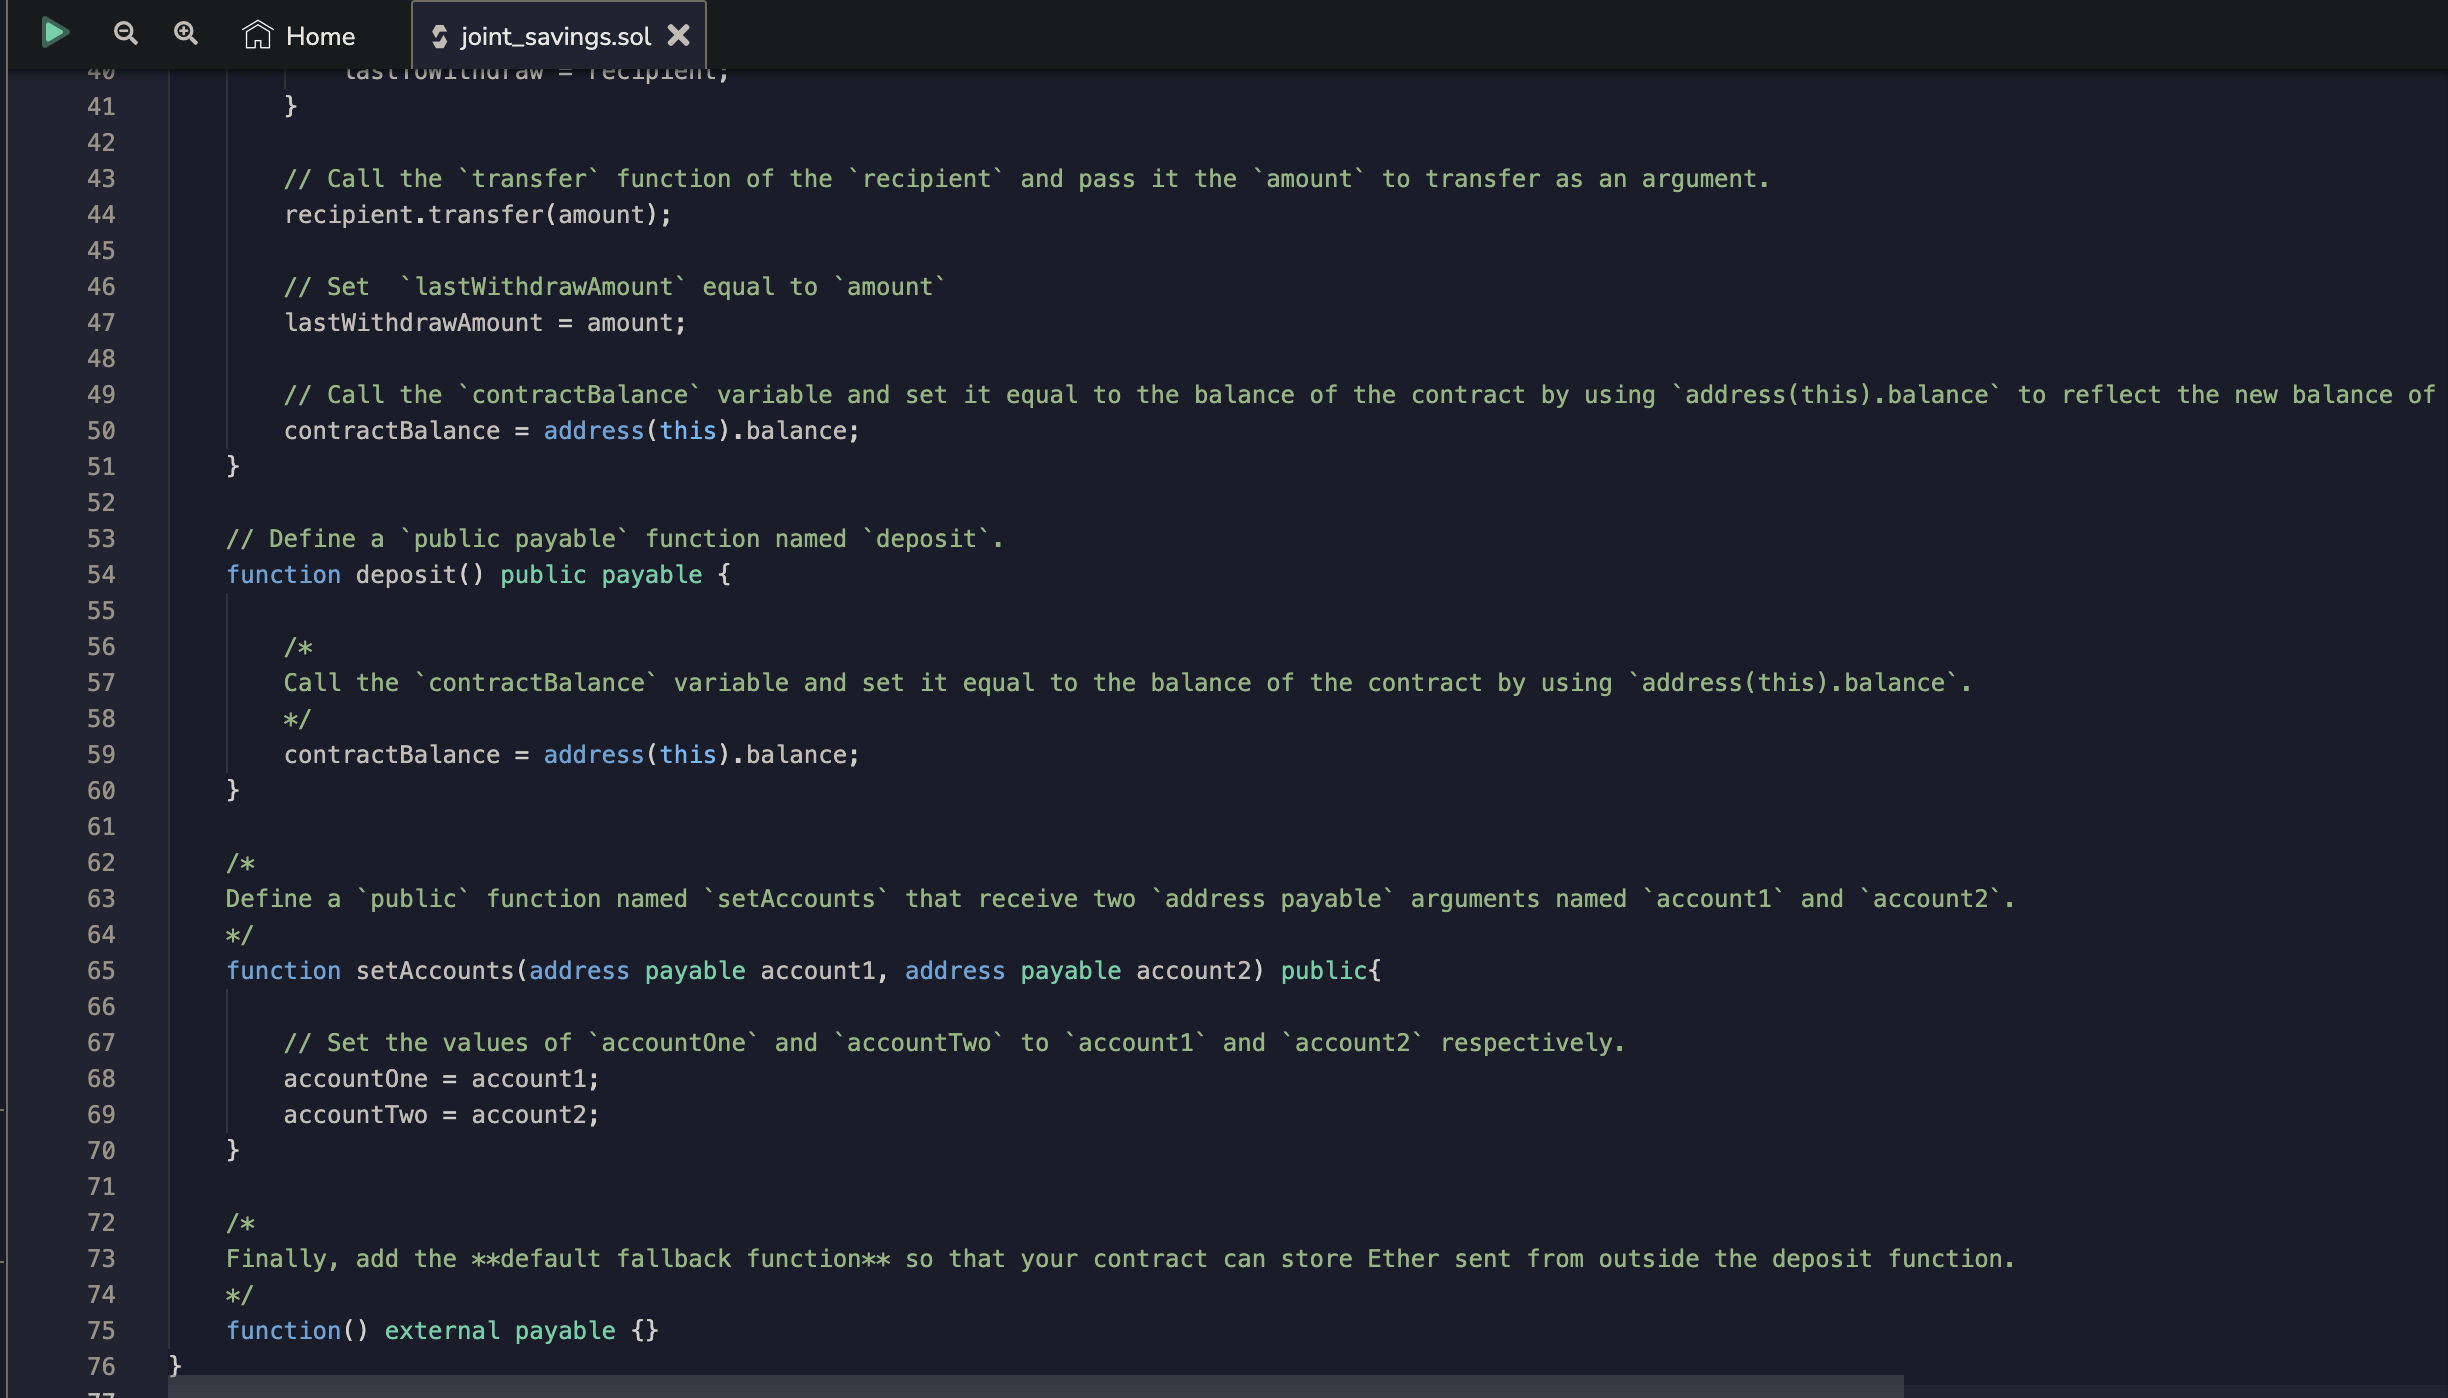 Home joint_savings.sol
40 lastToWithdraw = recipient;
41 }
42
43 // Call the `transfer` function of the `recipient` and pass it the `amount` to transfer as an argument.
44 recipient.transfer(amount);
45
46 // Set  `lastWithdrawAmount` equal to `amount`
47 lastWithdrawAmount = amount;
48
49 // Call the `contractBalance` variable and set it equal to the balance of the contract by using `address(this).balance` to reflect the new balance of
50 contractBalance = address(this).balance;
51 }
52
53 // Define a `public payable` function named `deposit`.
54 function deposit() public payable {
55
56 /*
57 Call the `contractBalance` variable and set it equal to the balance of the contract by using `address(this).balance`.
58 */
59 contractBalance = address(this).balance;
60 }
61
62 /*
63 Define a `public` function named `setAccounts` that receive two `address payable` arguments named `account1` and `account2`.
64 */
65 function setAccounts(address payable account1, address payable account2) public{
66
67 // Set the values of `accountOne` and `accountTwo` to `account1` and `account2` respectively.
68 accountOne = account1;
69 accountTwo = account2;
70 }
71
72 /*
73 Finally, add the **default fallback function** so that your contract can store Ether sent from outside the deposit function.
74 */
75 function() external payable {}
76 }
77